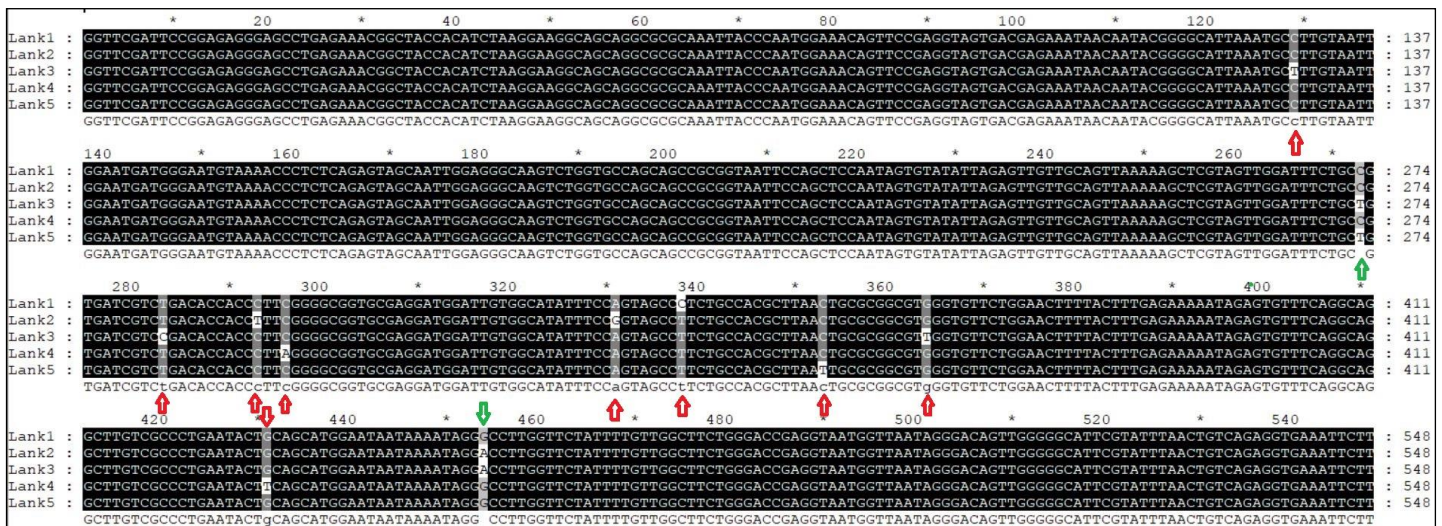 * 20 * 40 * 60 * 80 * 100 * 120 *
Lank1 : GGTTCGATTCCGGAGAGGGAGCCTGAGAAACGGCTACCACATCTAAGGAAGGCAGCAGGCGCGCAAATTACCCAATGGAAACAGTTCCGAGGTAGTGACGAGAAATAACAATACGGGGCATTAAATGCCTTGTAATT : 137
Lank2 : GGTTCGATTCCGGAGAGGGAGCCTGAGAAACGGCTACCACATCTAAGGAAGGCAGCAGGCGCGCAAATTACCCAATGGAAACAGTTCCGAGGTAGTGACGAGAAATAACAATACGGGGCATTAAATGCCTTGTAATT : 137
Lank3 : GGTTCGATTCCGGAGAGGGAGCCTGAGAAACGGCTACCACATCTAAGGAAGGCAGCAGGCGCGCAAATTACCCAATGGAAACAGTTCCGAGGTAGTGACGAGAAATAACAATACGGGGCATTAAATGCTTTGTAATT : 137
Lank4 : GGTTCGATTCCGGAGAGGGAGCCTGAGAAACGGCTACCACATCTAAGGAAGGCAGCAGGCGCGCAAATTACCCAATGGAAACAGTTCCGAGGTAGTGACGAGAAATAACAATACGGGGCATTAAATGCCTTGTAATT : 137
Lank5 : GGTTCGATTCCGGAGAGGGAGCCTGAGAAACGGCTACCACATCTAAGGAAGGCAGCAGGCGCGCAAATTACCCAATGGAAACAGTTCCGAGGTAGTGACGAGAAATAACAATACGGGGCATTAAATGCCTTGTAATT : 137
GGTTCGATTCCGGAGAGGGAGCCTGAGAAACGGCTACCACATCTAAGGAAGGCAGCAGGCGCGCAAATTACCCAATGGAAACAGTTCCGAGGTAGTGACGAGAAATAACAATACGGGGCATTAAATGCcTTGTAATT
140 * 160 * 180 * 200 * 220 * 240 * 260 *
Lank1 : GGAATGATGGGAATGTAAAACCCTCTCAGAGTAGCAATTGGAGGGCAAGTCTGGTGCCAGCAGCCGCGGTAATTCCAGCTCCAATAGTGTATATTAGAGTTGTTGCAGTTAAAAAGCTCGTAGTTGGATTTCTGCCG : 274
Lank2 : GGAATGATGGGAATGTAAAACCCTCTCAGAGTAGCAATTGGAGGGCAAGTCTGGTGCCAGCAGCCGCGGTAATTCCAGCTCCAATAGTGTATATTAGAGTTGTTGCAGTTAAAAAGCTCGTAGTTGGATTTCTGCCG : 274
Lank3 : GGAATGATGGGAATGTAAAACCCTCTCAGAGTAGCAATTGGAGGGCAAGTCTGGTGCCAGCAGCCGCGGTAATTCCAGCTCCAATAGTGTATATTAGAGTTGTTGCAGTTAAAAAGCTCGTAGTTGGATTTCTGCTG : 274
Lank4 : GGAATGATGGGAATGTAAAACCCTCTCAGAGTAGCAATTGGAGGGCAAGTCTGGTGCCAGCAGCCGCGGTAATTCCAGCTCCAATAGTGTATATTAGAGTTGTTGCAGTTAAAAAGCTCGTAGTTGGATTTCTGCCG : 274
Lank5 : GGAATGATGGGAATGTAAAACCCTCTCAGAGTAGCAATTGGAGGGCAAGTCTGGTGCCAGCAGCCGCGGTAATTCCAGCTCCAATAGTGTATATTAGAGTTGTTGCAGTTAAAAAGCTCGTAGTTGGATTTCTGCTG : 274
GGAATGATGGGAATGTAAAACCCTCTCAGAGTAGCAATTGGAGGGCAAGTCTGGTGCCAGCAGCCGCGGTAATTCCAGCTCCAATAGTGTATATTAGAGTTGTTGCAGTTAAAAAGCTCGTAGTTGGATTTCTGC G
280 * 300 * 320 * 340 * 360 * 380 * 400 *
Lank1 : TGATCGTCTGACACCACCCTTCGGGGCGGTGCGAGGATGGATTGTGGCATATTTCCAGTAGCCCTCTGCCACGCTTAACTGCGCGGCGTGGGTGTTCTGGAACTTTTACTTTGAGAAAAATAGAGTGTTTCAGGCAG : 411
Lank2 : TGATCGTCTGACACCACCTTTCGGGGCGGTGCGAGGATGGATTGTGGCATATTTCCGGTAGCCTTCTGCCACGCTTAACTGCGCGGCGTGGGTGTTCTGGAACTTTTACTTTGAGAAAAATAGAGTGTTTCAGGCAG : 411
Lank3 : TGATCGTCCGACACCACCCTTCGGGGCGGTGCGAGGATGGATTGTGGCATATTTCCAGTAGCCTTCTGCCACGCTTAACTGCGCGGCGTTGGTGTTCTGGAACTTTTACTTTGAGAAAAATAGAGTGTTTCAGGCAG : 411
Lank4 : TGATCGTCTGACACCACCCTTAGGGGCGGTGCGAGGATGGATTGTGGCATATTTCCAGTAGCCTTCTGCCACGCTTAACTGCGCGGCGTGGGTGTTCTGGAACTTTTACTTTGAGAAAAATAGAGTGTTTCAGGCAG : 411
Lank5 : TGATCGTCTGACACCACCCTTCGGGGCGGTGCGAGGATGGATTGTGGCATATTTCCAGTAGCCTTCTGCCACGCTTAATTGCGCGGCGTGGGTGTTCTGGAACTTTTACTTTGAGAAAAATAGAGTGTTTCAGGCAG : 411
TGATCGTCtGACACCACCcTTcGGGGCGGTGCGAGGATGGATTGTGGCATATTTCCaGTAGCCtTCTGCCACGCTTAAcTGCGCGGCGTgGGTGTTCTGGAACTTTTACTTTGAGAAAAATAGAGTGTTTCAGGCAG
420 * 440 * 460 * 480 * 500 * 520 * 540
Lank1 : GCTTGTCGCCCTGAATACTGCAGCATGGAATAATAAAATAGGGCCTTGGTTCTATTTTGTTGGCTTCTGGGACCGAGGTAATGGTTAATAGGGACAGTTGGGGGCATTCGTATTTAACTGTCAGAGGTGAAATTCTT : 548
Lank2 : GCTTGTCGCCCTGAATACTGCAGCATGGAATAATAAAATAGGACCTTGGTTCTATTTTGTTGGCTTCTGGGACCGAGGTAATGGTTAATAGGGACAGTTGGGGGCATTCGTATTTAACTGTCAGAGGTGAAATTCTT : 548
Lank3 : GCTTGTCGCCCTGAATACTGCAGCATGGAATAATAAAATAGGACCTTGGTTCTATTTTGTTGGCTTCTGGGACCGAGGTAATGGTTAATAGGGACAGTTGGGGGCATTCGTATTTAACTGTCAGAGGTGAAATTCTT : 548
Lank4 : GCTTGTCGCCCTGAATACTTCAGCATGGAATAATAAAATAGGGCCTTGGTTCTATTTTGTTGGCTTCTGGGACCGAGGTAATGGTTAATAGGGACAGTTGGGGGCATTCGTATTTAACTGTCAGAGGTGAAATTCTT : 548
Lank5 : GCTTGTCGCCCTGAATACTGCAGCATGGAATAATAAAATAGGGCCTTGGTTCTATTTTGTTGGCTTCTGGGACCGAGGTAATGGTTAATAGGGACAGTTGGGGGCATTCGTATTTAACTGTCAGAGGTGAAATTCTT : 548
GCTTGTCGCCCTGAATACTgCAGCATGGAATAATAAAATAGG CCTTGGTTCTATTTTGTTGGCTTCTGGGACCGAGGTAATGGTTAATAGGGACAGTTGGGGGCATTCGTATTTAACTGTCAGAGGTGAAATTCTT